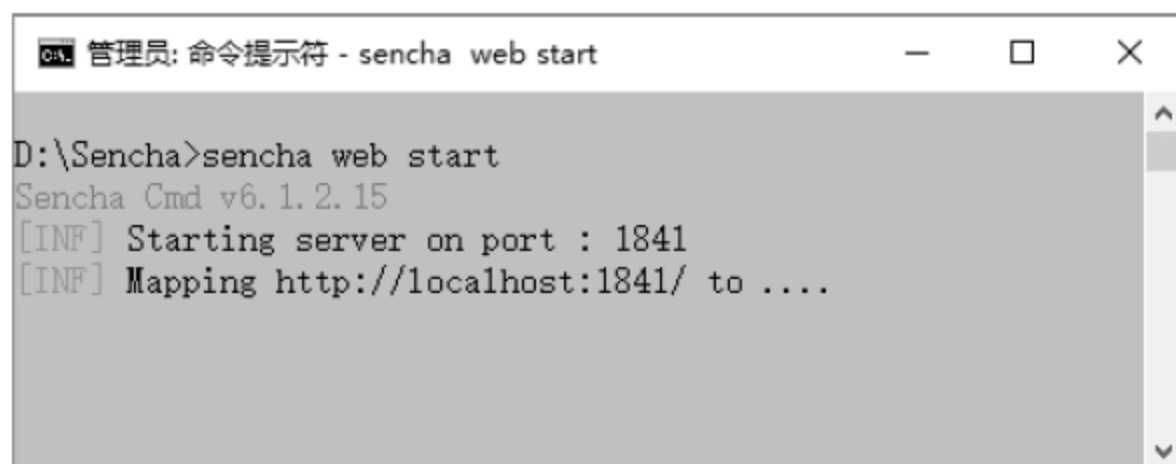 管理员: 命令提示符 - sencha  web start
D:\Sencha>sencha web start
Sencha Cmd v6.1.2.15
[INF] Starting server on port : 1841
[INF] Mapping http://localhost:1841/ to ....